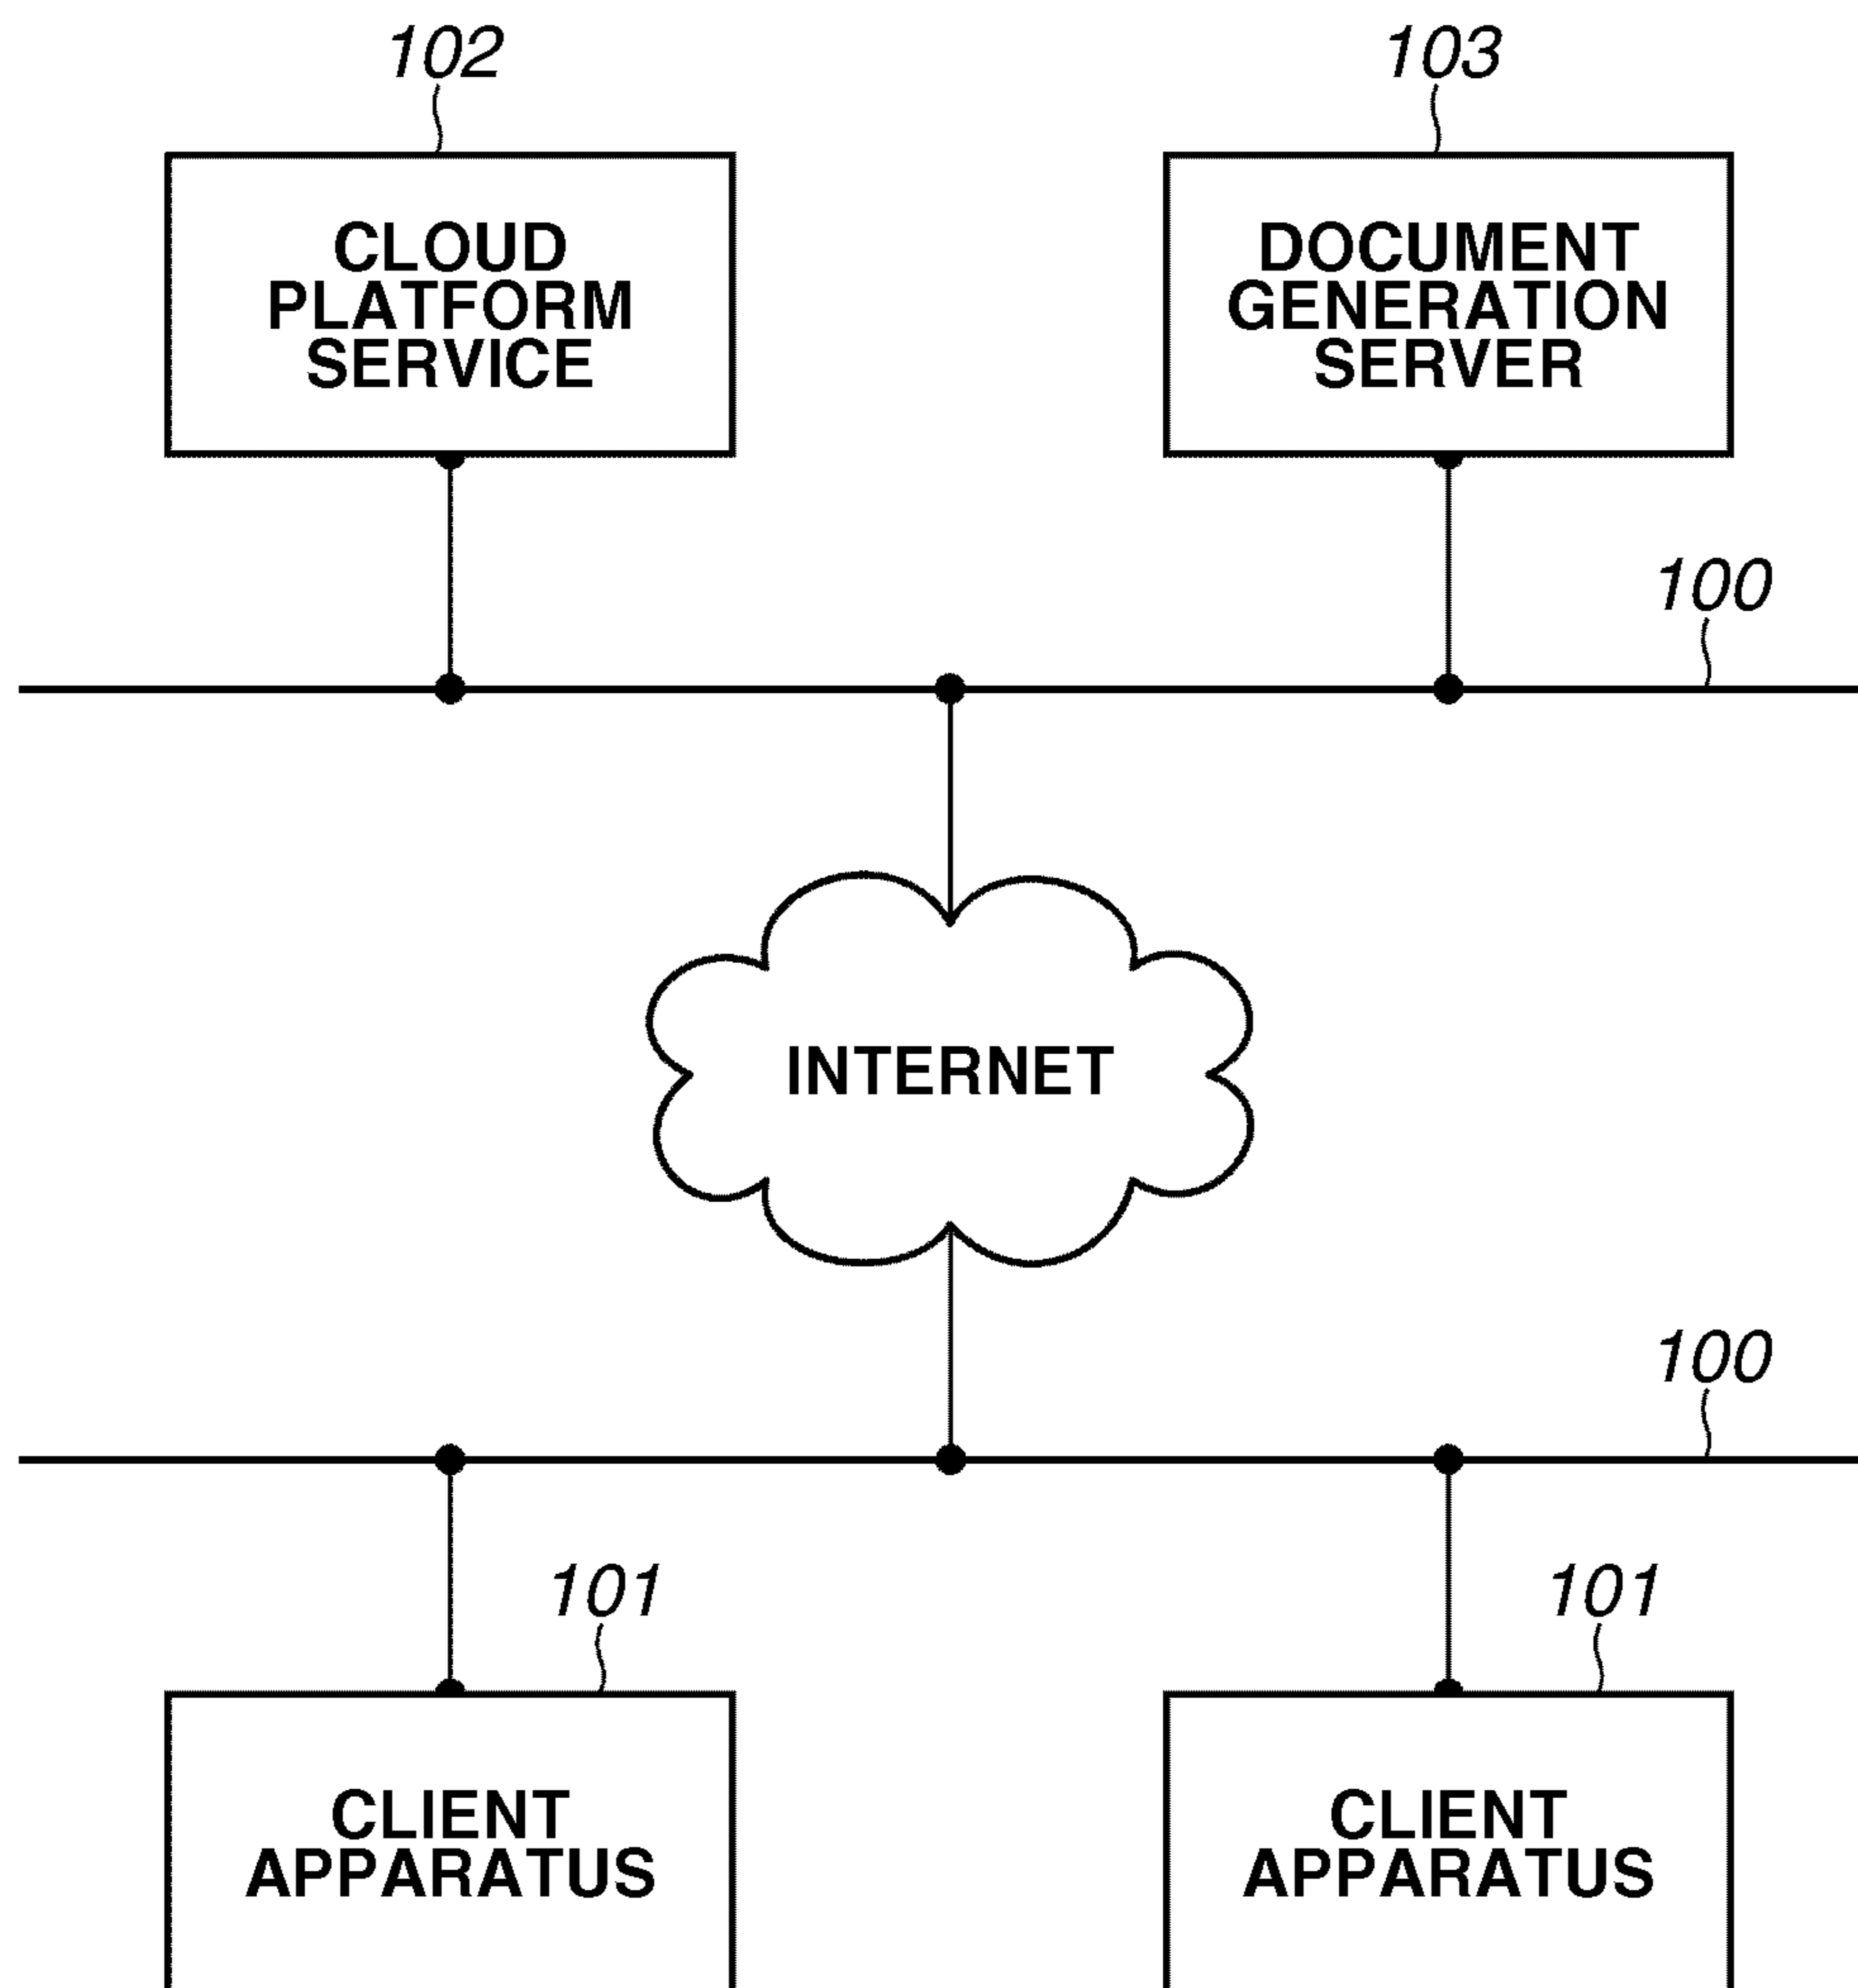 102
103
CLOUD
PLATFORM
SERVICE
DOCUMENT
GENERATION
SERVER
100
INTERNET
100
101
101
CLIENT
APPARATUS
CLIENT
APPARATUS